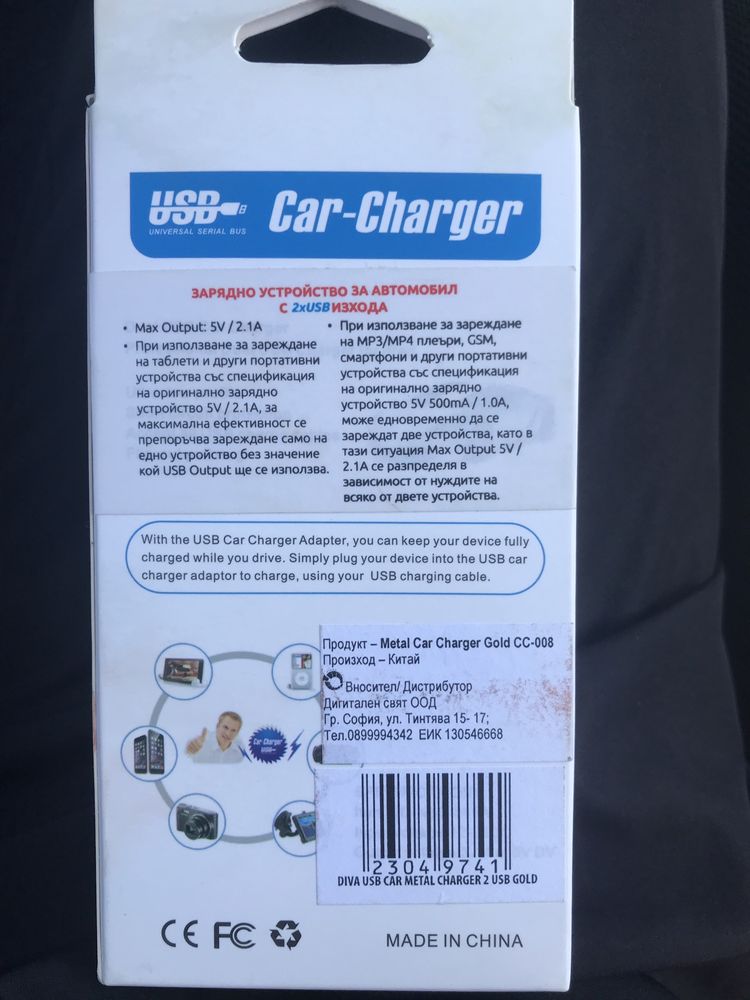 USB
UNIVERSAL SERIAL BUS
Car-Charger
ЗАРЯДНО УСТРОЙСТВО ЗА АВТОМОБИЛ
С 2xUSB ИЗХОДА
• Max Output: 5V / 2.1A
• При използване за зареждане
на таблети и други портативни
устройства със спецификация
на оригинално зарядно
устройство 5V / 2.1A, за
максимална ефективност се
препоръчва зареждане само на
едно устройство без значение
кой USB Output ще се използва.
• При използване за зареждане
на MP3/MP4 плеъри, GSM,
смартфони и други портативни
устройства със спецификация
на оригинално зарядно
устройство 5V 500mA / 1.0A,
може едновременно да се
зареждат две устройства, като в
тази ситуация Max Output 5V /
2.1A се разпределя в
зависимост от нуждите на
всяко от двете устройства.
With the USB Car Charger Adapter, you can keep your device fully
charged while you drive. Simply plug your device into the USB car
charger adaptor to charge, using your USB charging cable.
Продукт – Metal Car Charger Gold CC-008
Произход – Китай
Вносител/ Дистрибутор
Дигитален свят ООД
Гр. София, ул. Тинтява 15- 17;
Тел.0899994342 ЕИК 130546668
Car-Charger
USB
23049741
DIVA USB CAR METAL CHARGER 2 USB GOLD
CE FC
MADE IN CHINA